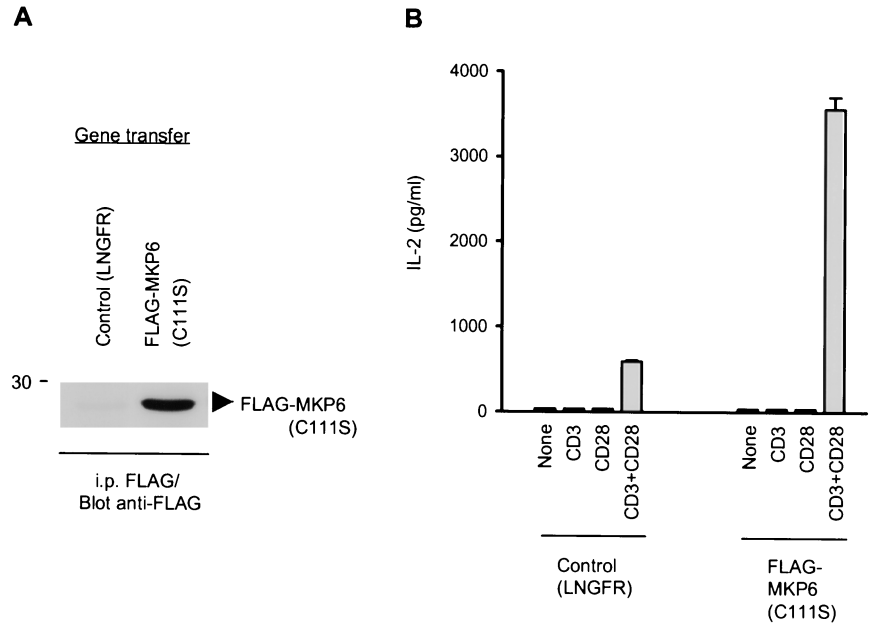 A
Gene transfer
Control (LNGFR)
FLAG-MKP6
(C111S)
30
FLAG-MKP6
(C111S)
i.p. FLAG/
Blot anti-FLAG
B
IL-2 (pg/ml)
4000
3000
2000
1000
0
None
CD3
CD28
CD3+CD28
None
CD3
CD28
CD3+CD28
Control
(LNGFR)
FLAG-
MKP6
(C111S)